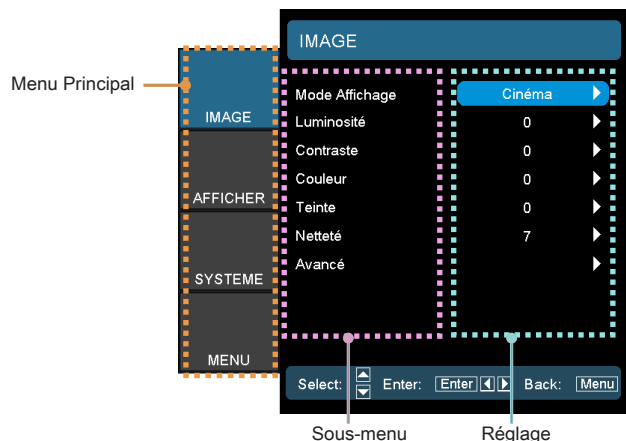 IMAGE
Menu Principal
IMAGE
AFFICHER
SYSTEME
MENU
Mode Affichage Cinéma
Luminosité 0
Contraste 0
Couleur 0
Teinte 0
Netteté 7
Avancé
Select: Enter: Enter Back: Menu
Sous-menu Réglage